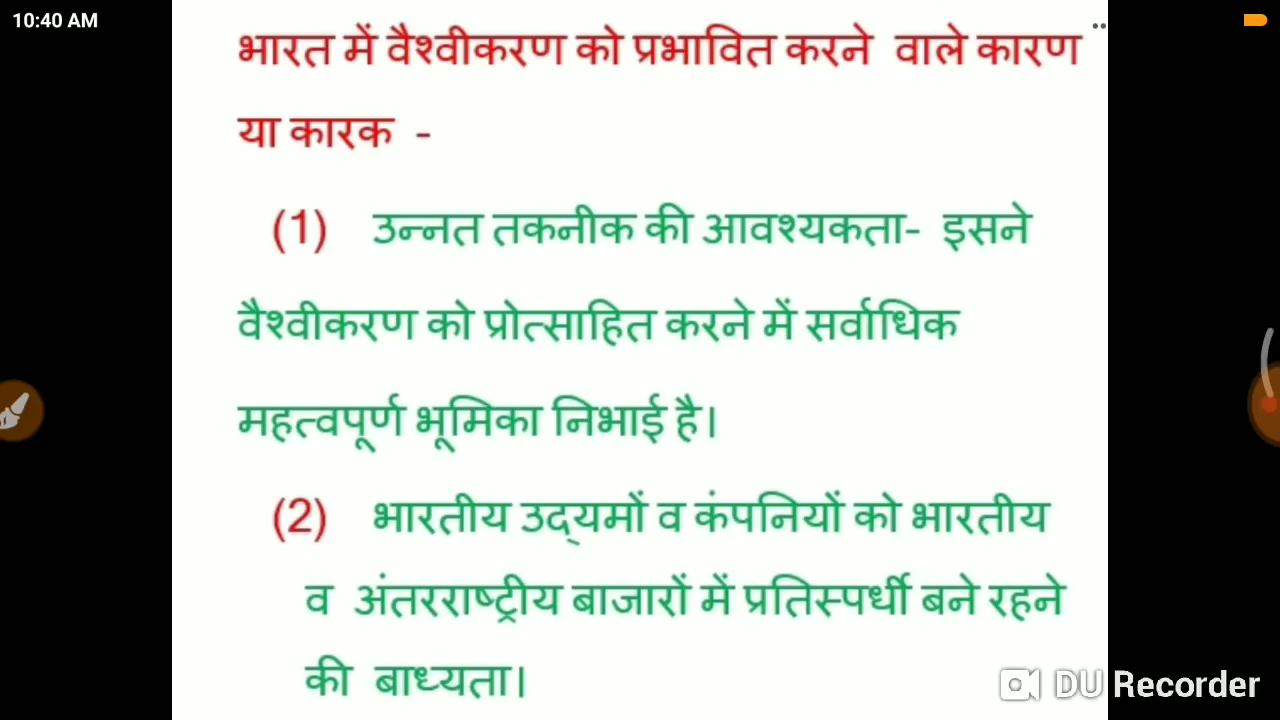 10:40 AM
भारत में वैश्वीकरण को प्रभावित करने वाले कारण
या कारक -
(1) उन्नत तकनीक की आवश्यकता- इसने
वैश्वीकरण को प्रोत्साहित करने में सर्वाधिक
महत्वपूर्ण भूमिका निभाई है।
(2) भारतीय उद्यमों व कंपनियों को भारतीय
व अंतरराष्ट्रीय बाजारों में प्रतिस्पर्धी बने रहने
की बाध्यता।
DU Recorder